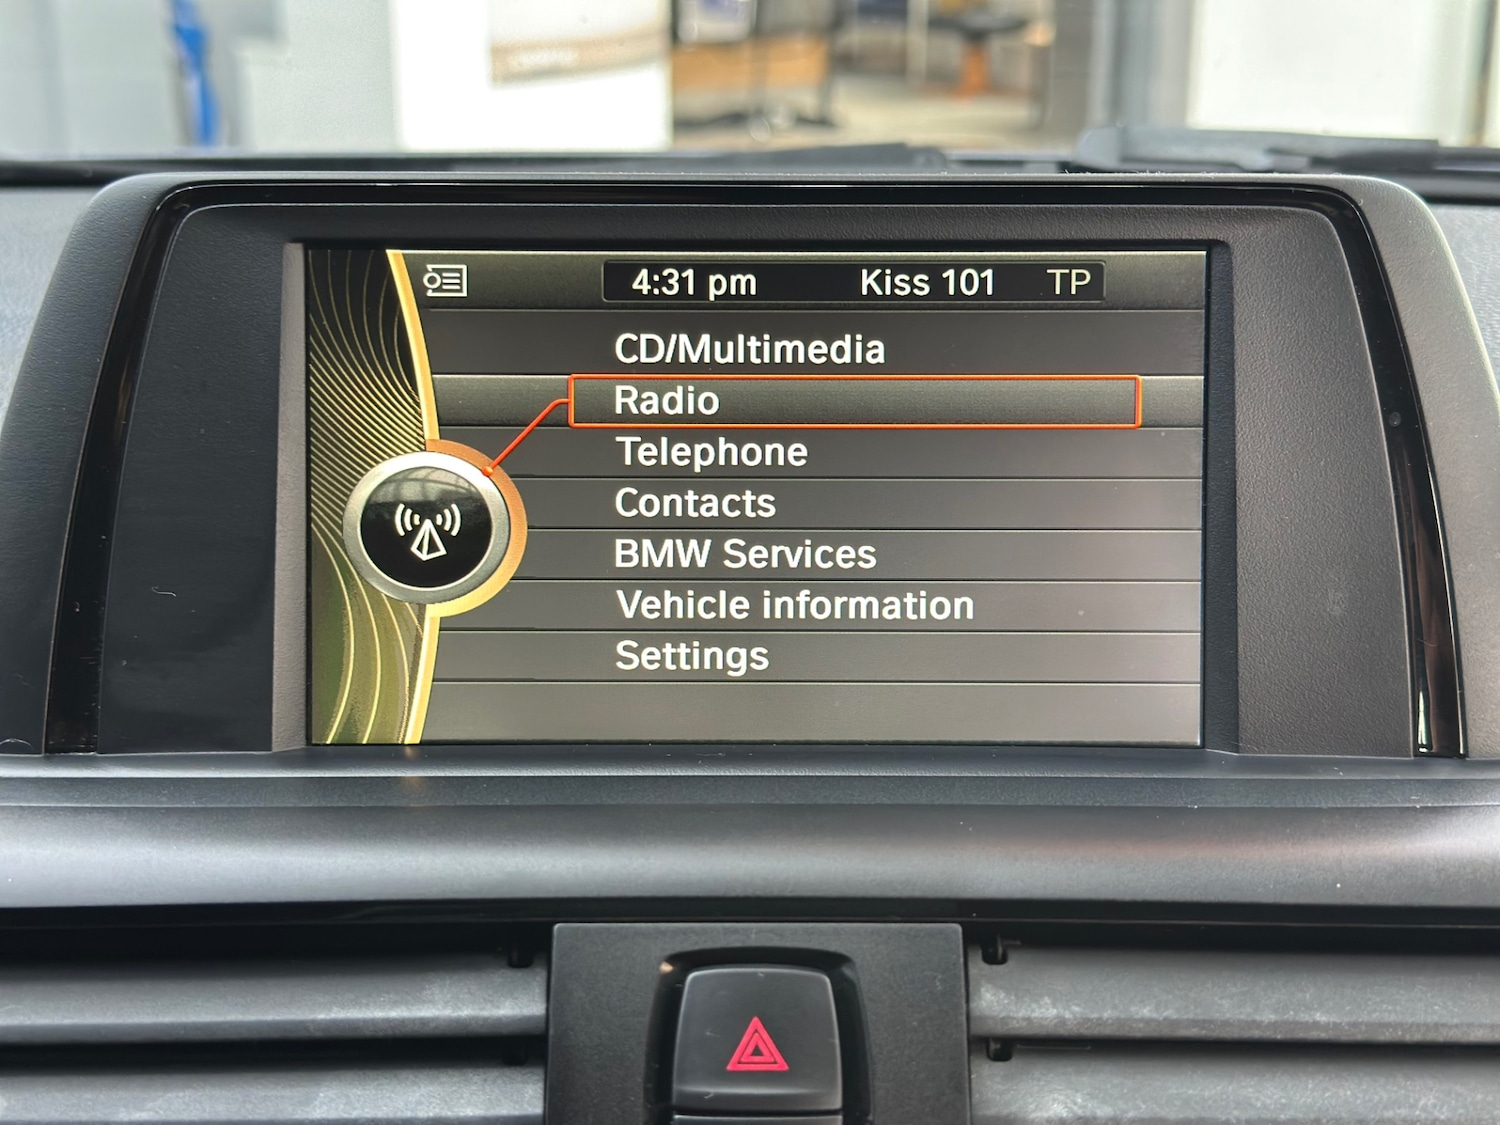 4:31 pm Kiss 101 TP
CD/Multimedia
Radio
Telephone
Contacts
BMW Services
Vehicle information
Settings